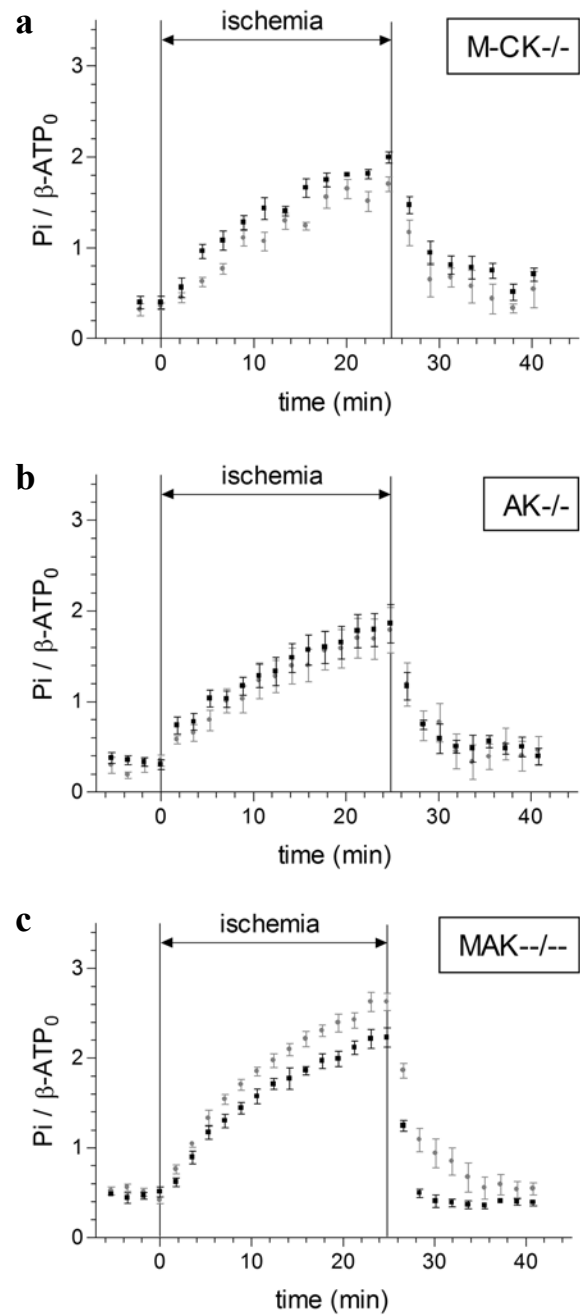 a
ischemia
M-CK-/-
3
2
1
0
Pi / β-ATP₀
0 10 20 30 40
time (min)
b
ischemia
AK-/-
3
2
1
0
Pi / β-ATP₀
0 10 20 30 40
time (min)
c
ischemia
MAK--/--
3
2
1
0
Pi / β-ATP₀
0 10 20 30 40
time (min)